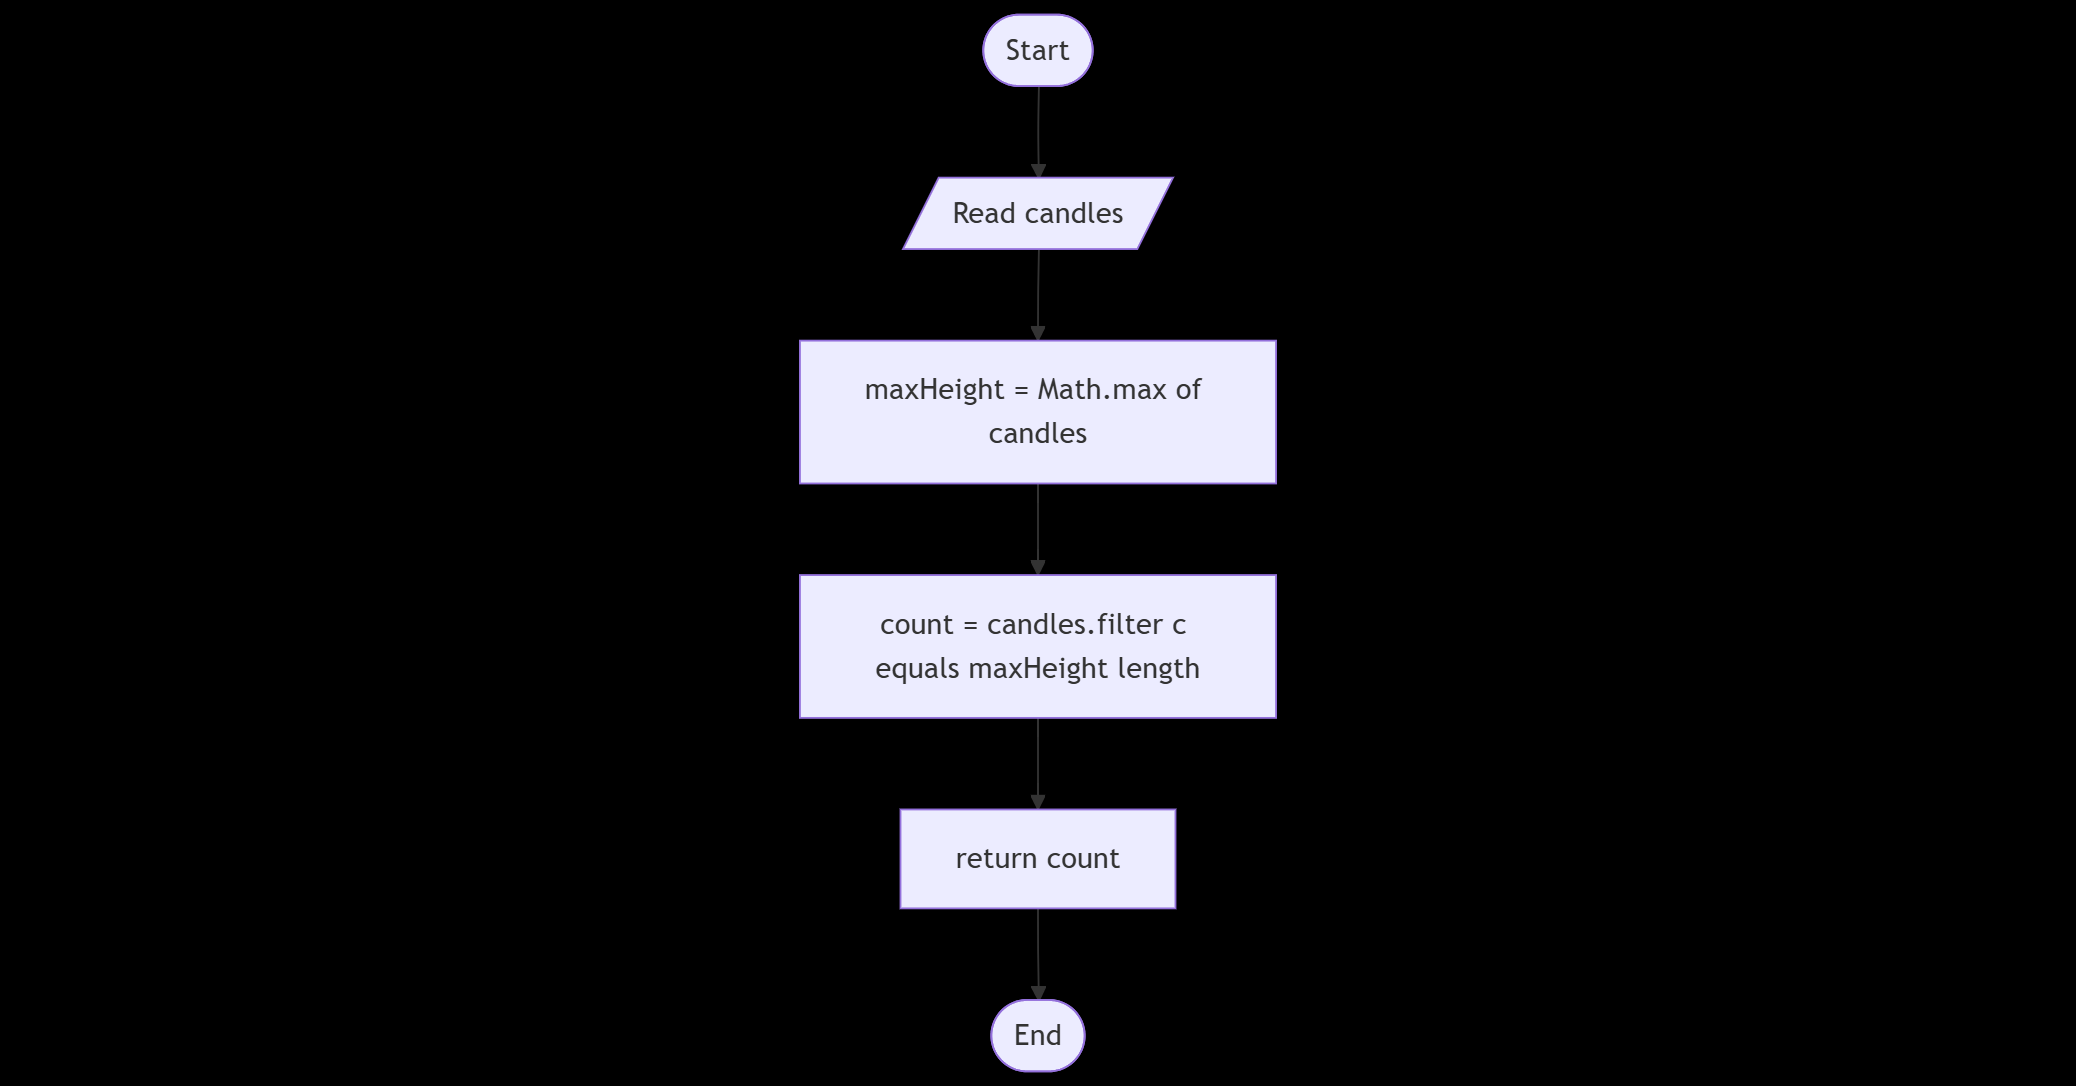 Start
Read candles
maxHeight = Math.max of
candles
count = candles.filter c
equals maxHeight length
return count
End